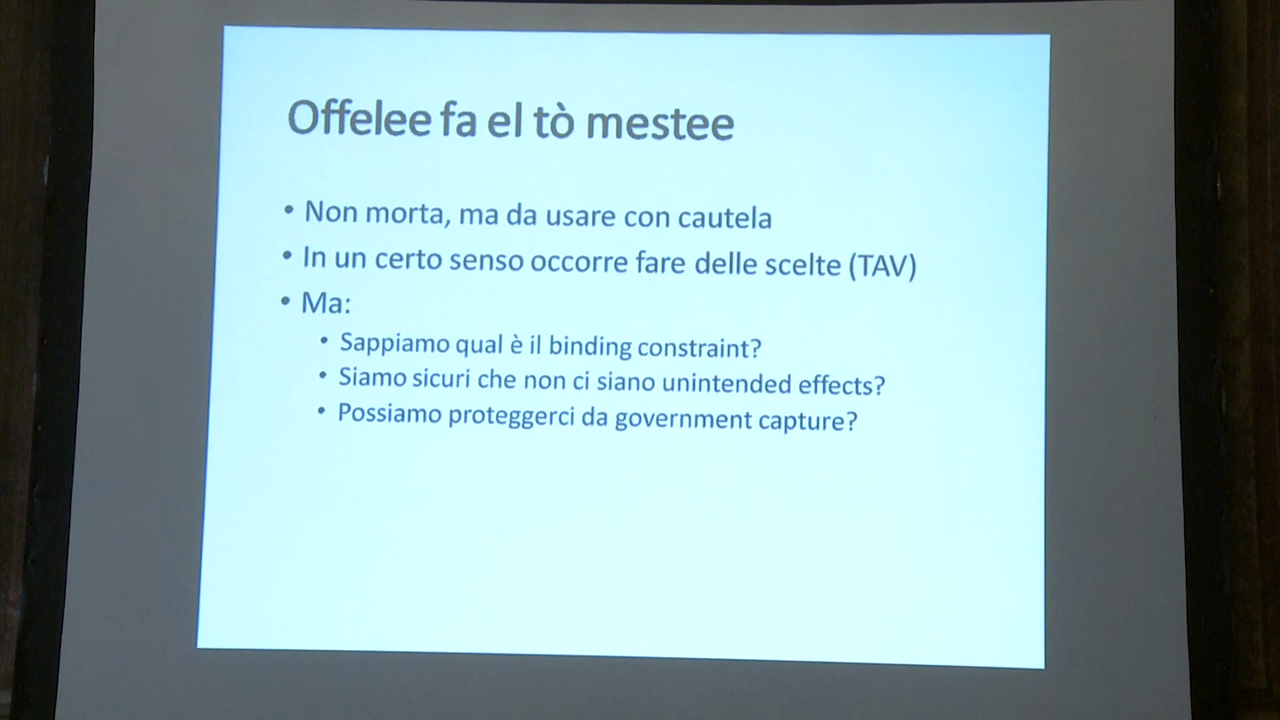 Offelee fa el tò mestee
• Non morta, ma da usare con cautela
• In un certo senso occorre fare delle scelte (TAV)
• Ma:
• Sappiamo qual è il binding constraint?
• Siamo sicuri che non ci siano unintended effects?
• Possiamo proteggerci da government capture?